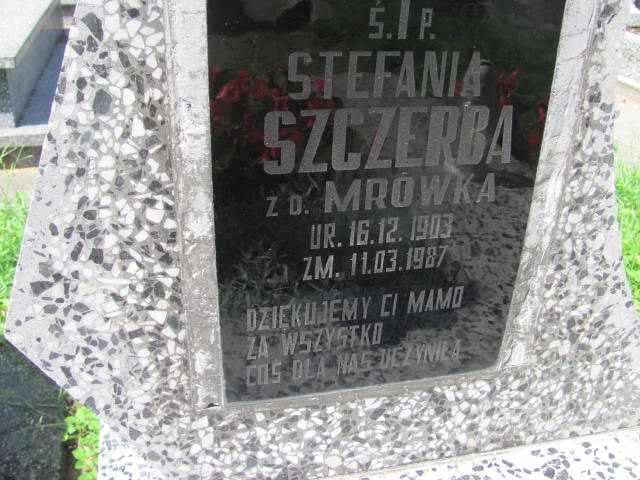 Ś. P.
STEFANIA
SZCZERBA
Z D. MRÓWKA
UR. 16.12.1903
ZM. 11.03.1987
DZIĘKUJEMY CI MAMO
ZA WSZYSTKO
COŚ DLA NAS UCZYNIŁA